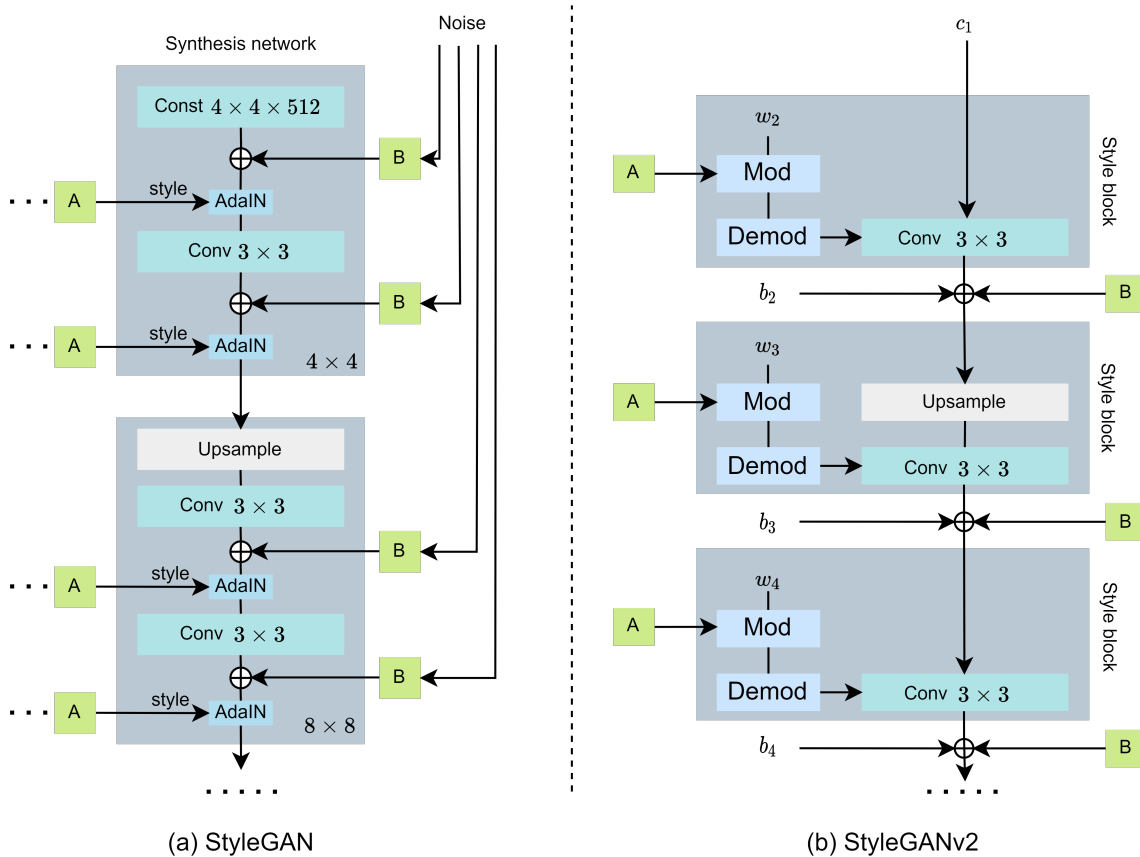 Noise
Synthesis network
Const 4 × 4 × 512
B
A
style
AdaIN
Conv 3 × 3
B
A
style
AdaIN
4 × 4
Upsample
Conv 3 × 3
B
A
style
AdaIN
Conv 3 × 3
B
A
style
AdaIN
8 × 8
(a) StyleGAN
c₁
w₂
A
Mod
Demod
Conv 3 × 3
Style block
b₂
B
w₃
A
Mod
Upsample
Demod
Conv 3 × 3
Style block
b₃
B
w₄
A
Mod
Demod
Conv 3 × 3
Style block
b₄
B
(b) StyleGANv2